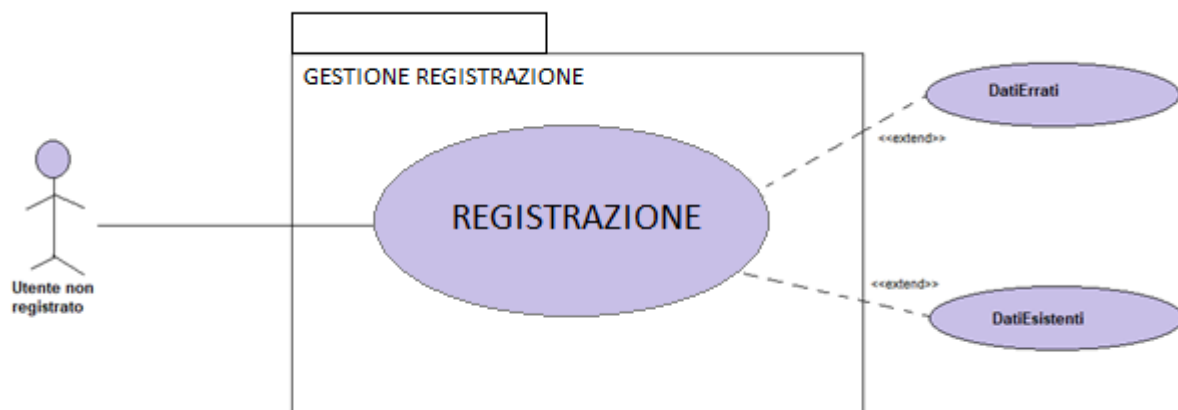 GESTIONE REGISTRAZIONE
DatiErrati
<<extend>>
REGISTRAZIONE
Utente non
registrato
<<extend>>
DatiEsistenti